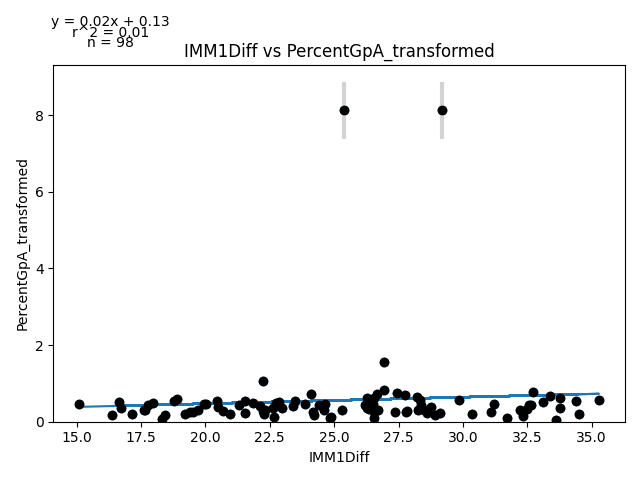 y = 0.02x + 0.13
r^2 = 0.01
n = 98
IMM1Diff vs PercentGpA_transformed
PercentGpA_transformed
8
6
4
2
0
15.0 17.5 20.0 22.5 25.0 27.5 30.0 32.5 35.0
IMM1Diff